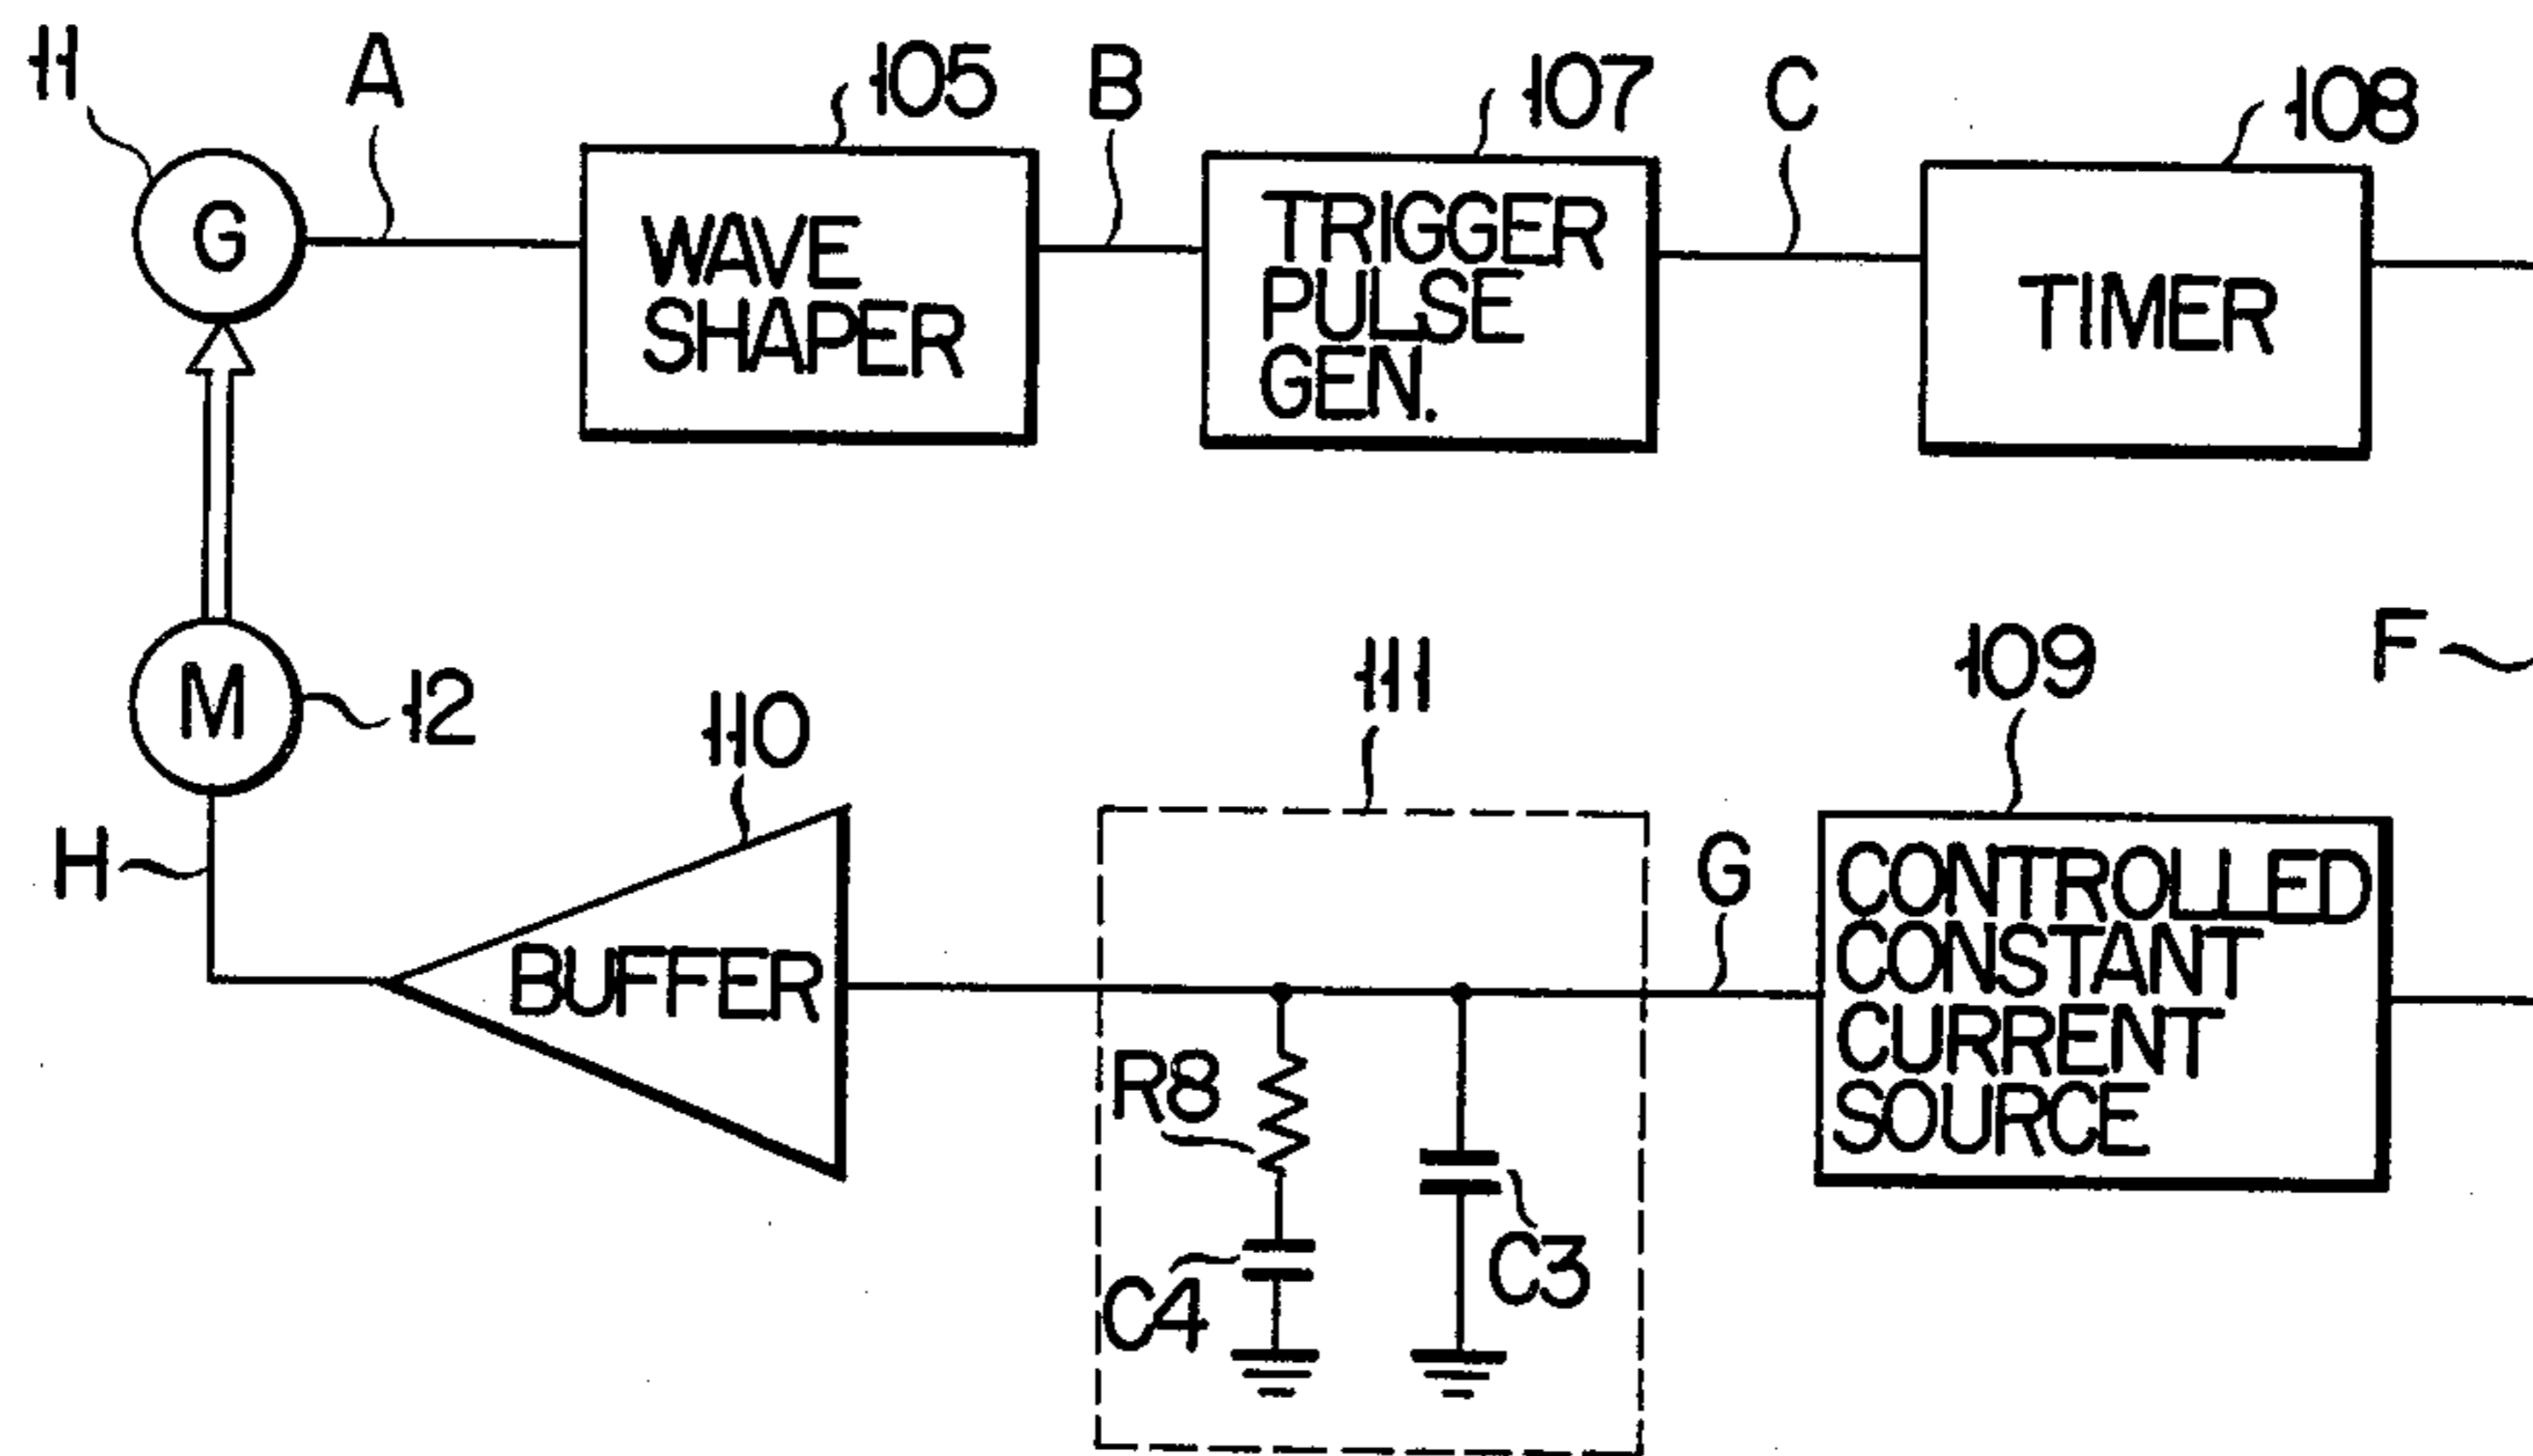 11
A
105
B
107
C
108
G
WAVE
SHAPER
TRIGGER
PULSE
GEN.
TIMER
M
12
110
111
109
F
H
BUFFER
G
CONTROLLED
CONSTANT
CURRENT
SOURCE
R8
C4
C3